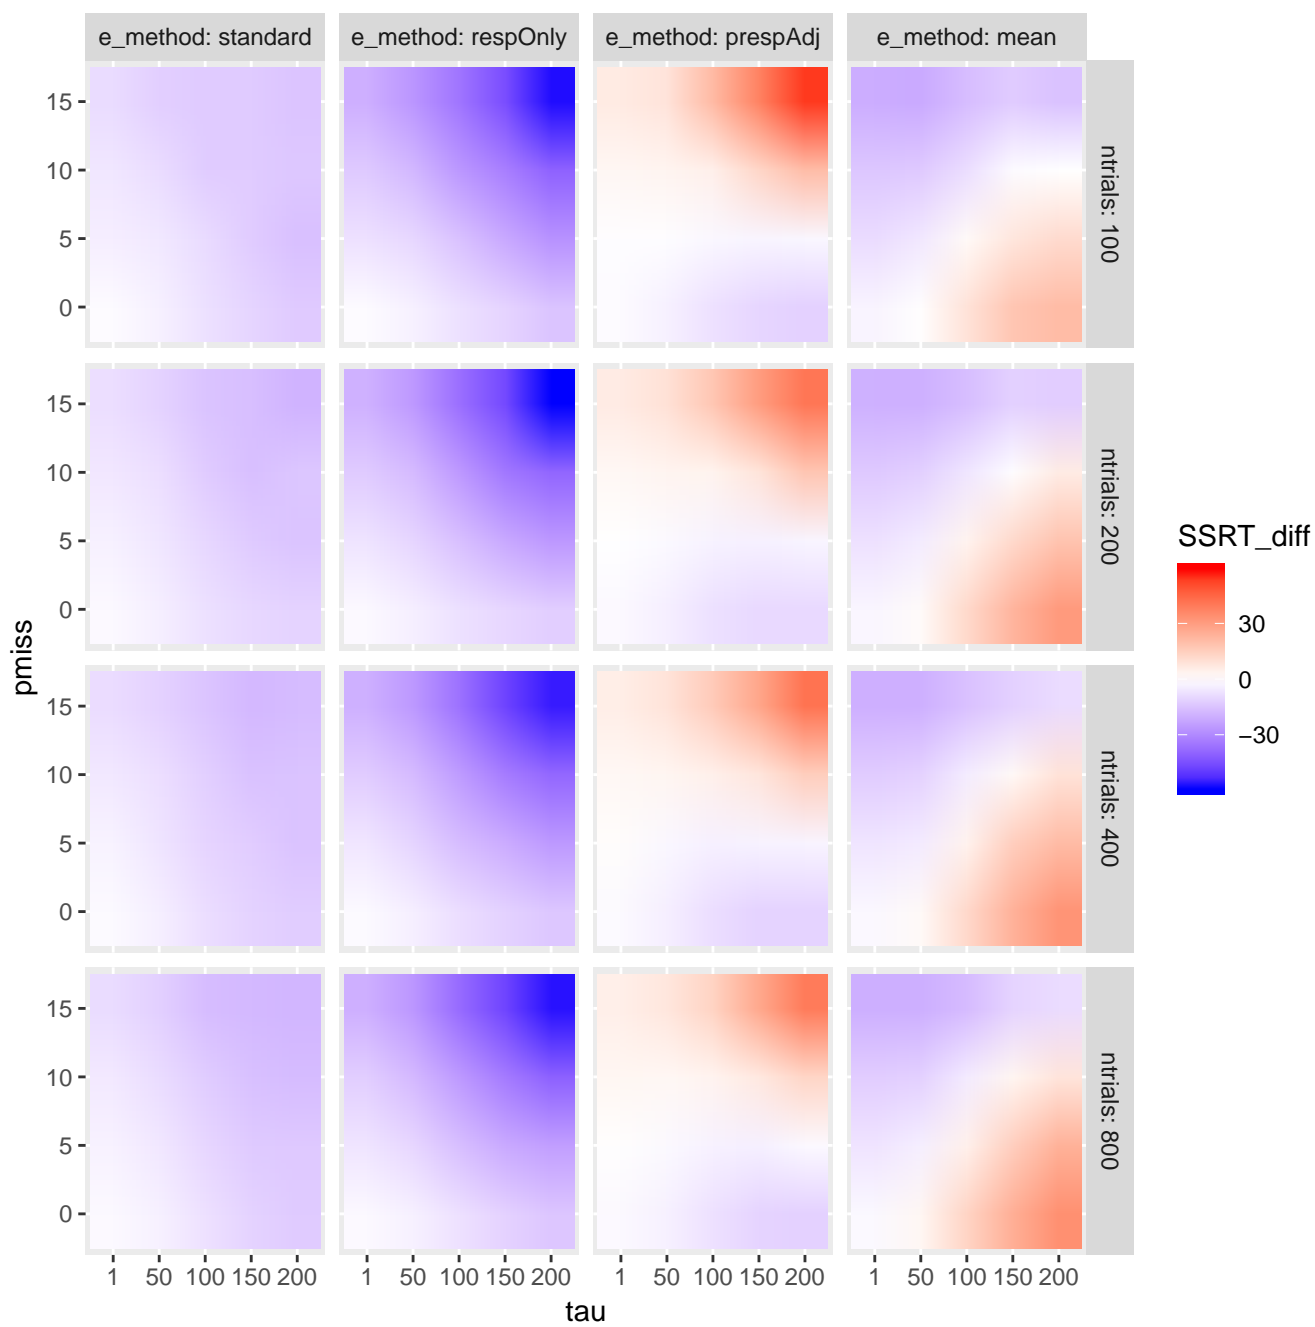 e_method: standard
e_method: respOnly
e_method: prespAdj
e_method: mean
15
10
5
0
ntrials: 100
15
10
5
0
ntrials: 200
15
10
5
0
ntrials: 400
15
10
5
0
ntrials: 800
1 50 100 150 200
1 50 100 150 200
1 50 100 150 200
1 50 100 150 200
tau
pmiss
SSRT_diff
30
0
−30